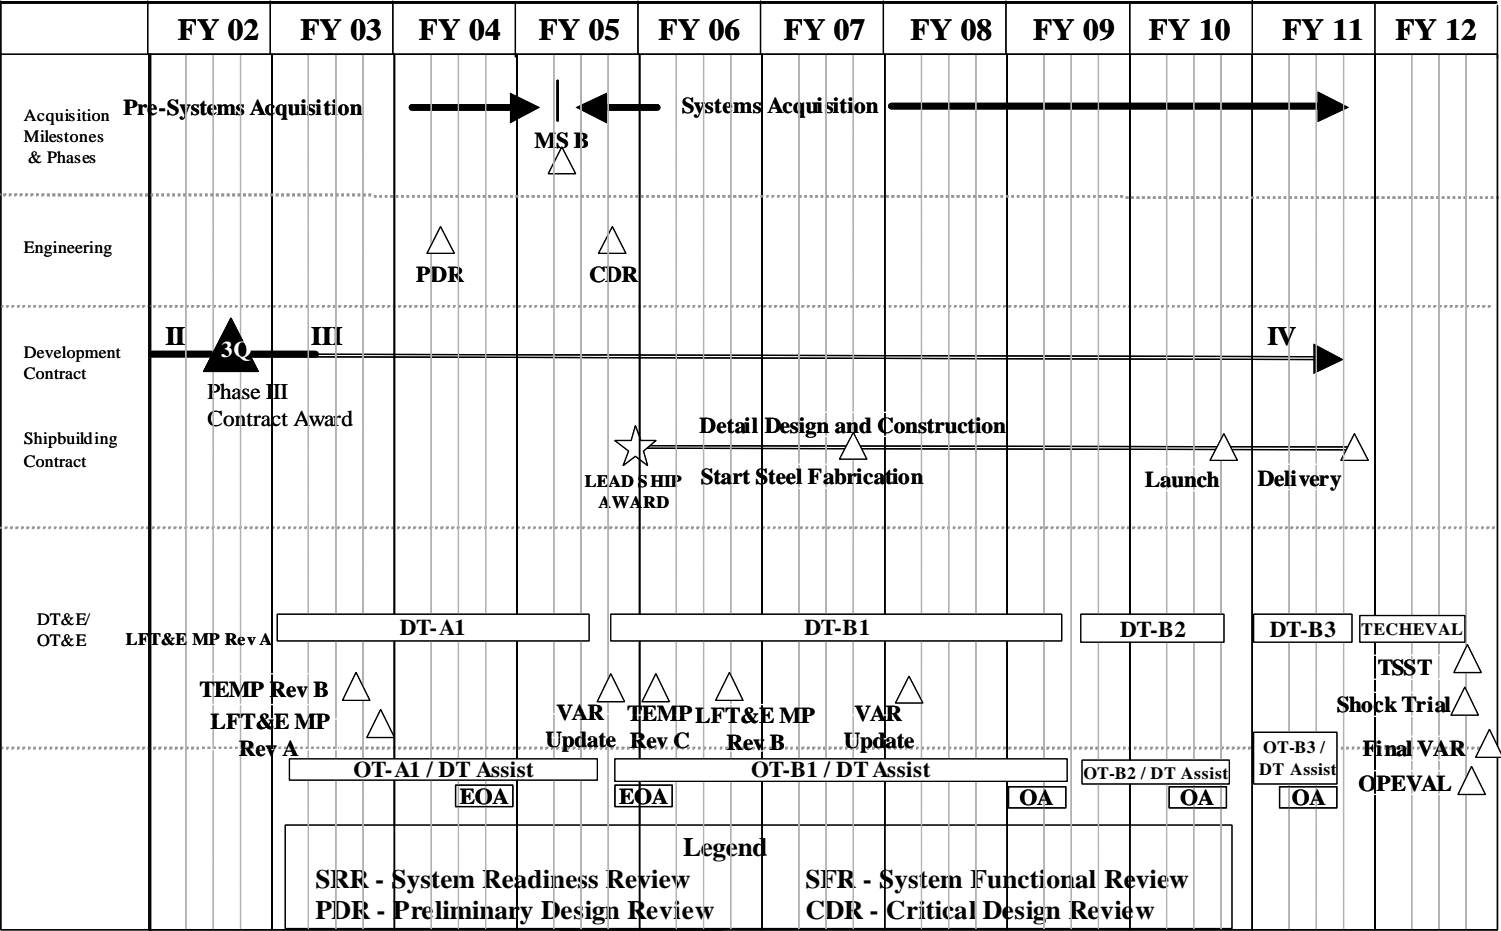 FY 02 FY 03 FY 04 FY 05 FY 06 FY 07 FY 08 FY 09 FY 10 FY 11 FY 12
Acquisition
Milestones
& Phases
Pre-Systems Acquisition
Systems Acquisition
MS B
Engineering
PDR
CDR
Development
Contract
II
3Q
III
IV
Phase III
Contract Award
Shipbuilding
Contract
Detail Design and Construction
LEAD SHIP
AWARD
Start Steel Fabrication
Launch
Delivery
DT&E/
OT&E
LFT&E MP Rev A
DT-A1
DT-B1
DT-B2
DT-B3
TECHEVAL
TSST
TEMP Rev B
LFT&E MP
Rev A
VAR
Update
TEMP
Rev C
LFT&E MP
Rev B
VAR
Update
Shock Trial
Final VAR
OPEVAL
OT-A1 / DT Assist
OT-B1 / DT Assist
OT-B2 / DT Assist
OT-B3 /
DT Assist
EOA
EOA
OA
OA
OA
Legend
SRR - System Readiness Review
SFR - System Functional Review
PDR - Preliminary Design Review
CDR - Critical Design Review